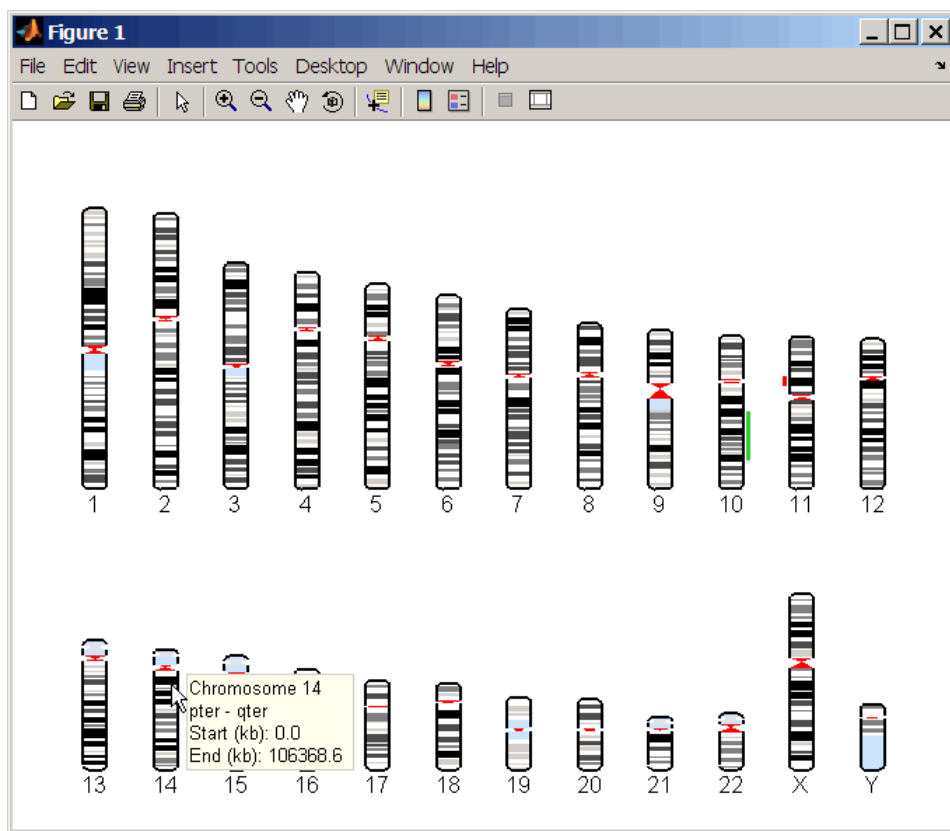 Figure 1
File Edit View Insert Tools Desktop Window Help
1 2 3 4 5 6 7 8 9 10 11 12
Chromosome 14
pter - qter
Start (kb): 0.0
End (kb): 106368.6
13 14 15 16 17 18 19 20 21 22 X Y